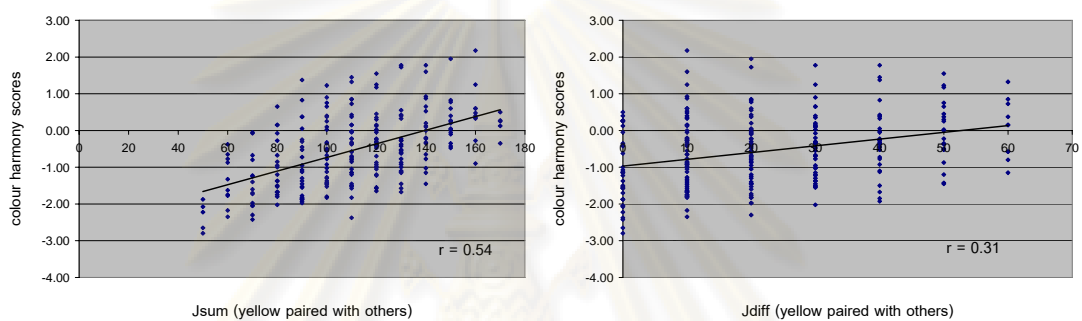 3.00
2.00
1.00
0.00
-1.00
-2.00
-3.00
-4.00
0 20 40 60 80 100 120 140 160 180
colour harmony scores
r = 0.54
Jsum (yellow paired with others)
3.00
2.00
1.00
0.00
-1.00
-2.00
-3.00
-4.00
0 10 20 30 40 50 60 70
colour harmony scores
r = 0.31
Jdiff (yellow paired with others)